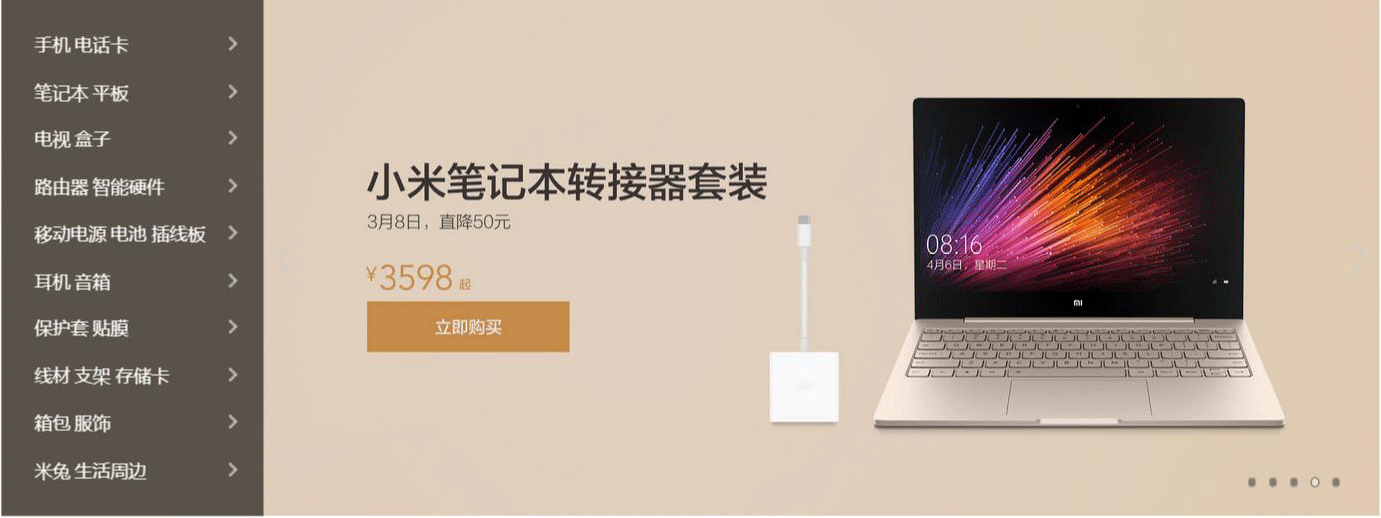 手机 电话卡
笔记本 平板
电视 盒子
路由器 智能硬件
移动电源 电池 插线板
耳机 音箱
保护套 贴膜
线材 支架 存储卡
箱包 服饰
米兔 生活周边
小米笔记本转接器套装
3月8日，直降50元
¥3598 起
立即购买
08:16
4月6日，星期二
MI